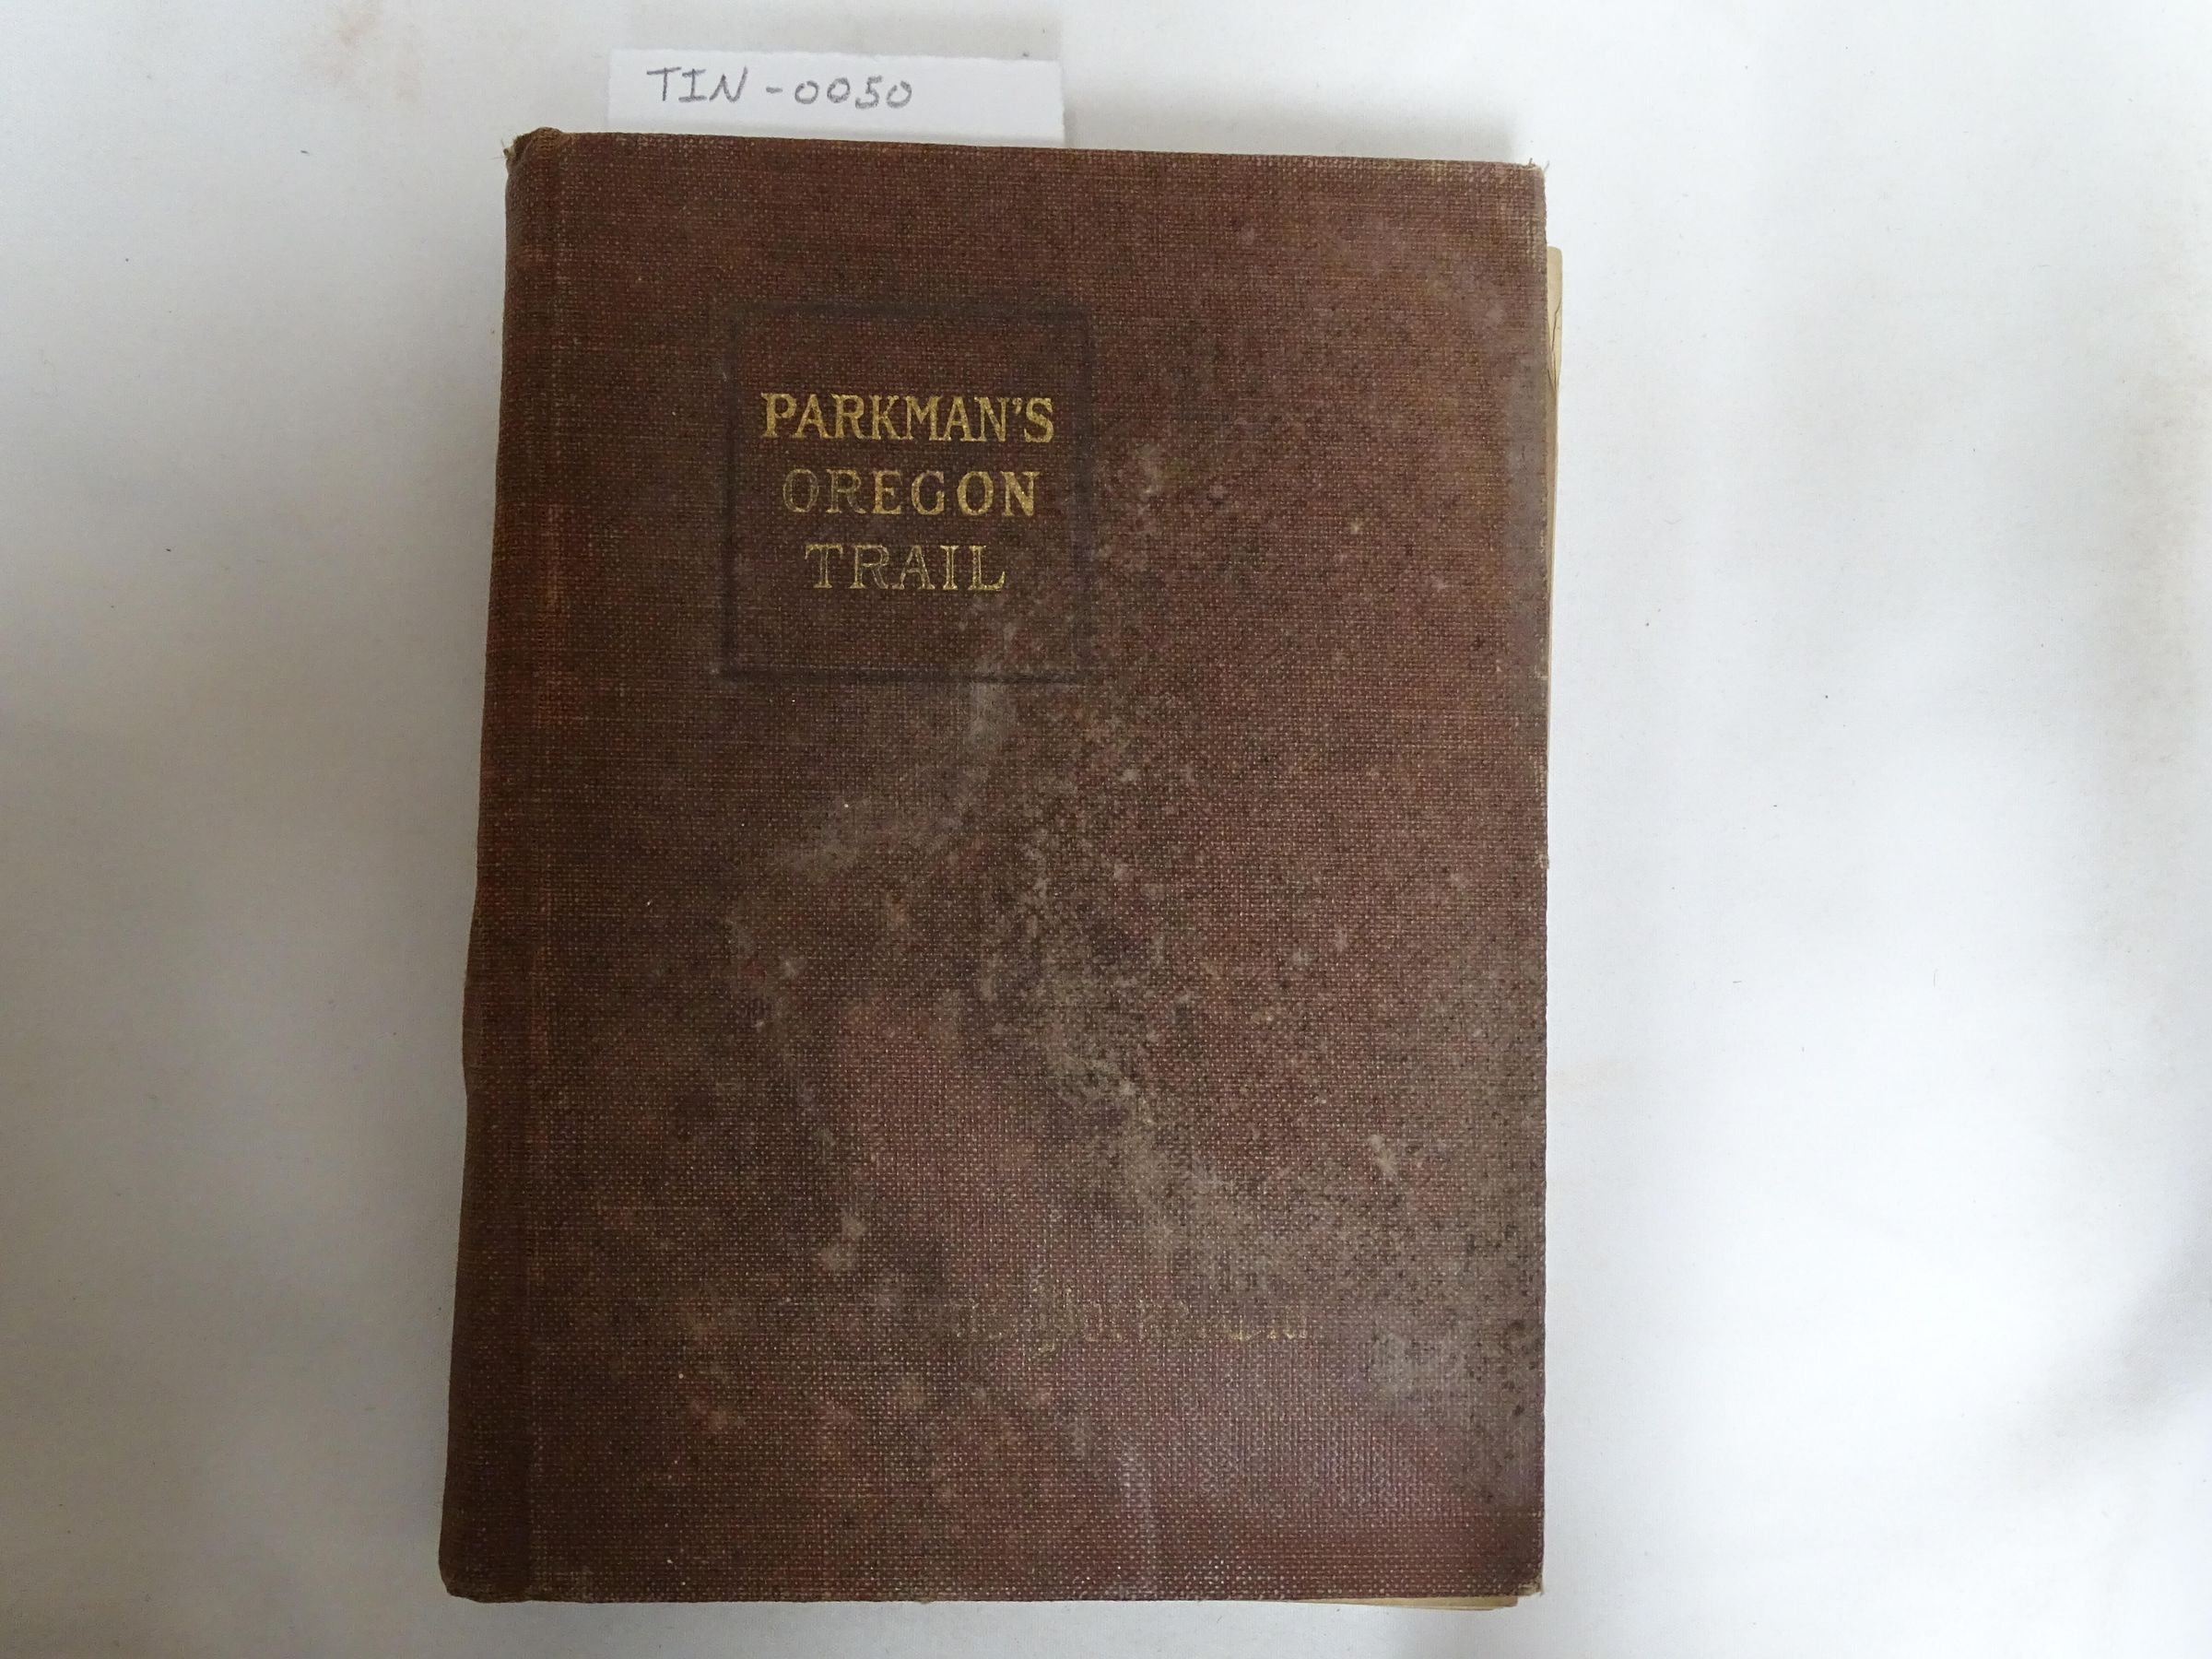 TIN-0050
PARKMAN'S
OREGON
TRAIL